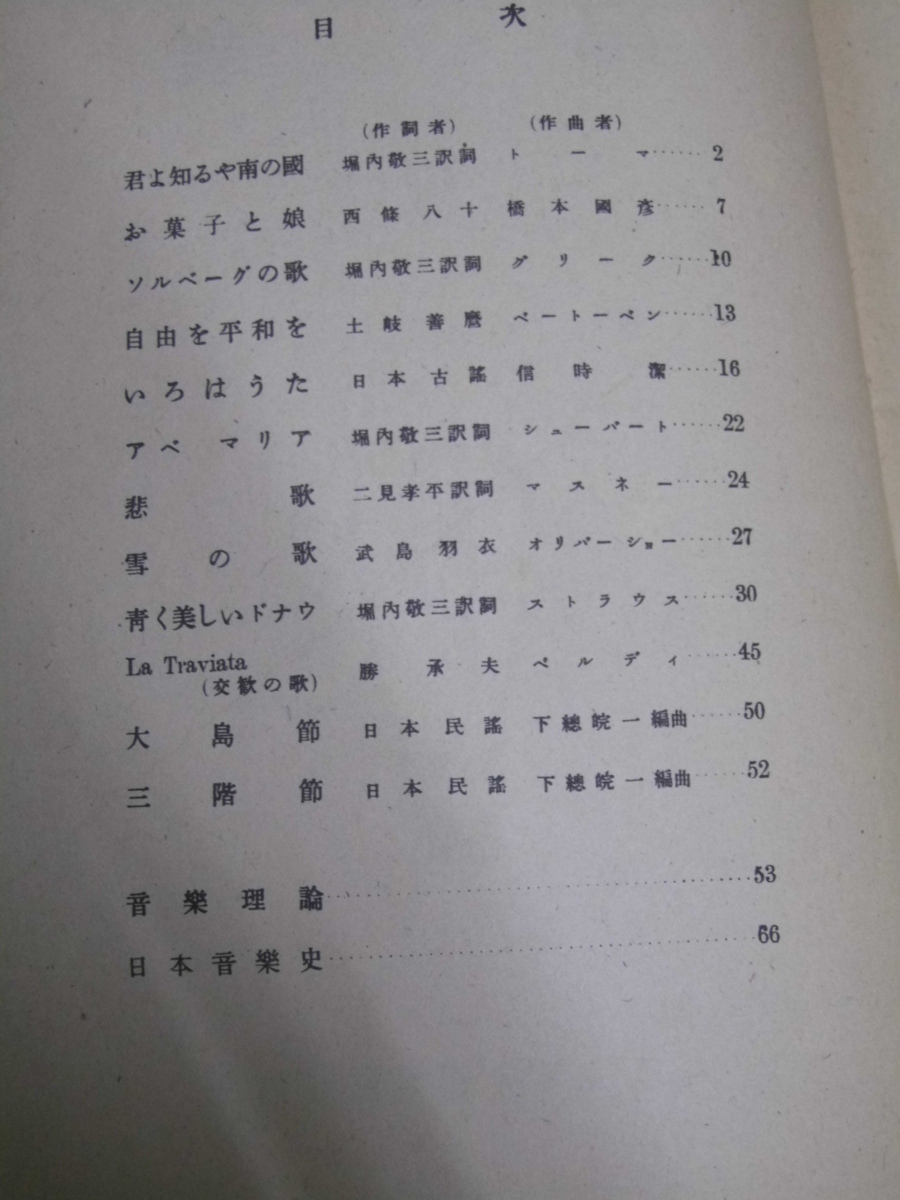 目次
(作詞者) (作曲者)
君よ知るや南の國 堀內敬三訳詞 トーマ……2
お菓子と娘 西條八十 橋本國彦……7
ソルベーグの歌 堀內敬三訳詞 グリーク……10
自由を平和を 土岐善麿 ベートーベン……13
いろはうた 日本古謠 信時潔……16
アベ マリア 堀內敬三訳詞 シューバート……22
悲歌 二見孝平訳詞 マスネー……24
雪の歌 武島羽衣 オリバーショー……27
靑く美しいドナウ 堀內敬三訳詞 ストラウス……30
La Traviata (交歓の歌) 勝承夫 ベルディ……45
大島節 日本民謠 下總皖一編曲……50
三階節 日本民謠 下總皖一編曲……52
音樂理論……53
日本音樂史……66